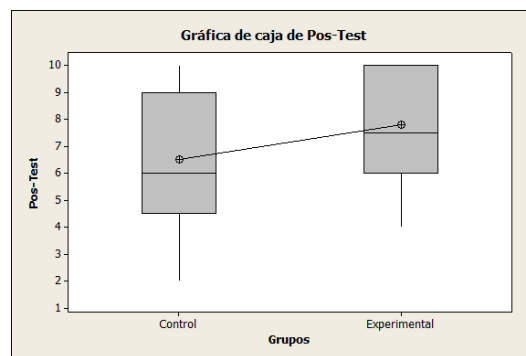 Gráfica de caja de Pos-Test
10
9
8
7
6
5
4
3
2
1
Pos-Test
Control Experimental
Grupos